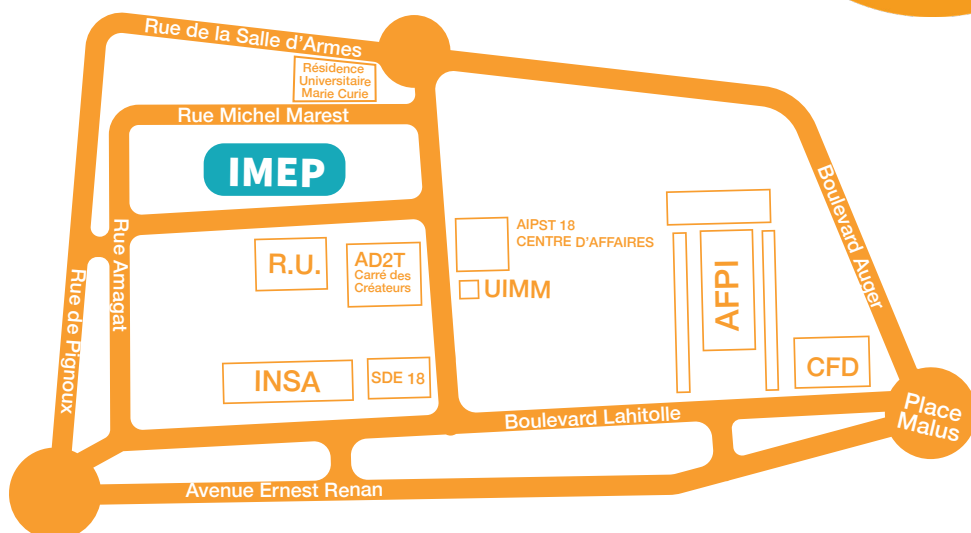 Rue de la Salle d'Armes
Résidence
Universitaire
Marie Curie
Rue Michel Marest
IMEP
Boulevard Auger
AIPST 18
CENTRE D'AFFAIRES
Rue Amagat
R.U.
AD2T
Carré des
Créateurs
UIMM
AFPI
Rue de Pignoux
INSA
SDE 18
CFD
Boulevard Lahitolle
Place
Malus
Avenue Ernest Renan